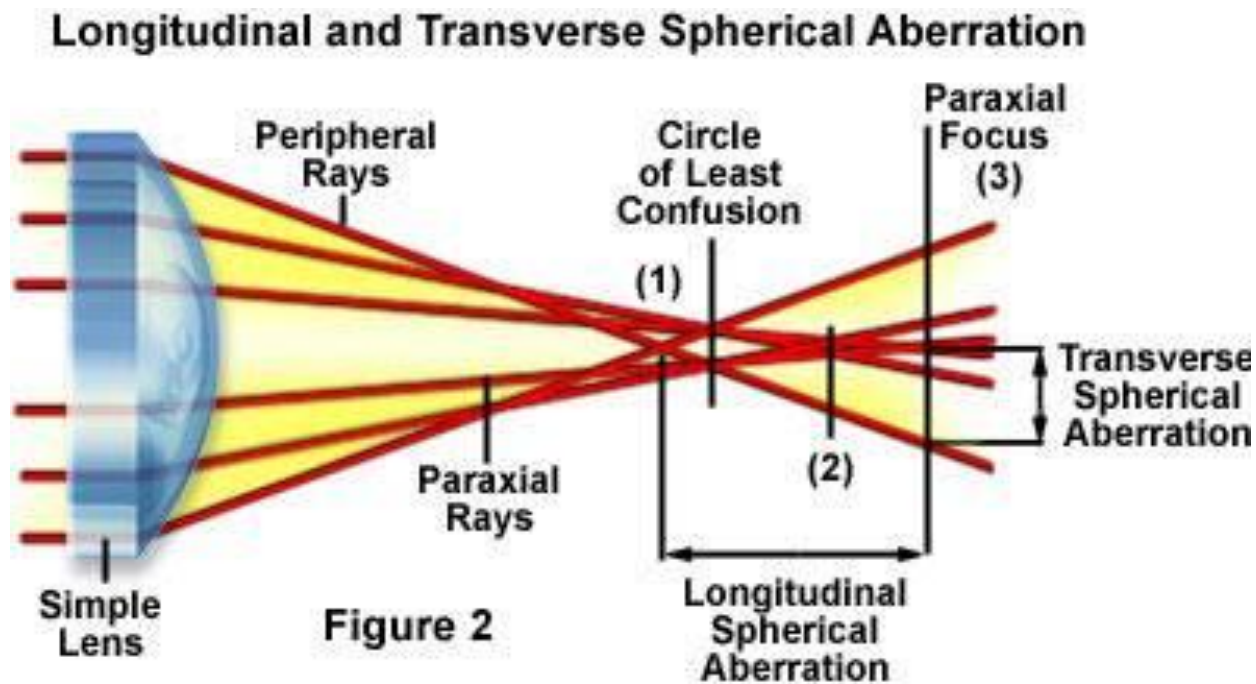 Longitudinal and Transverse Spherical Aberration
Peripheral
Rays
Circle
of Least
Confusion
Paraxial
Focus
(3)
(1)
Transverse
Spherical
Aberration
(2)
Paraxial
Rays
Simple
Lens
Figure 2
Longitudinal
Spherical
Aberration